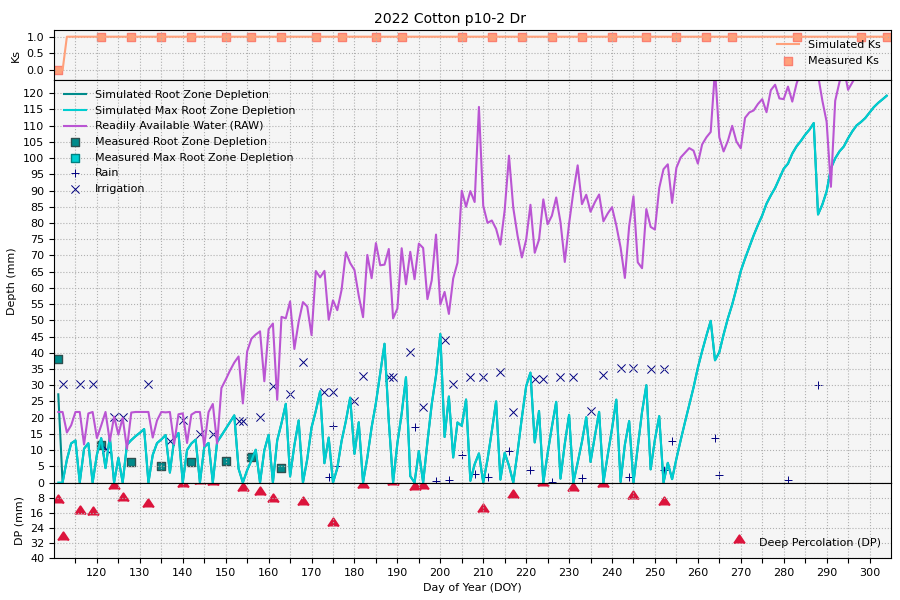 2022 Cotton p10-2 Dr
Ks
1.0
0.5
0.0
Simulated Ks
Measured Ks
Depth (mm)
120
115
110
105
100
95
90
85
80
75
70
65
60
55
50
45
40
35
30
25
20
15
10
5
0
Simulated Root Zone Depletion
Simulated Max Root Zone Depletion
Readily Available Water (RAW)
Measured Root Zone Depletion
Measured Max Root Zone Depletion
Rain
Irrigation
DP (mm)
8
16
24
32
40
Deep Percolation (DP)
120 130 140 150 160 170 180 190 200 210 220 230 240 250 260 270 280 290 300
Day of Year (DOY)